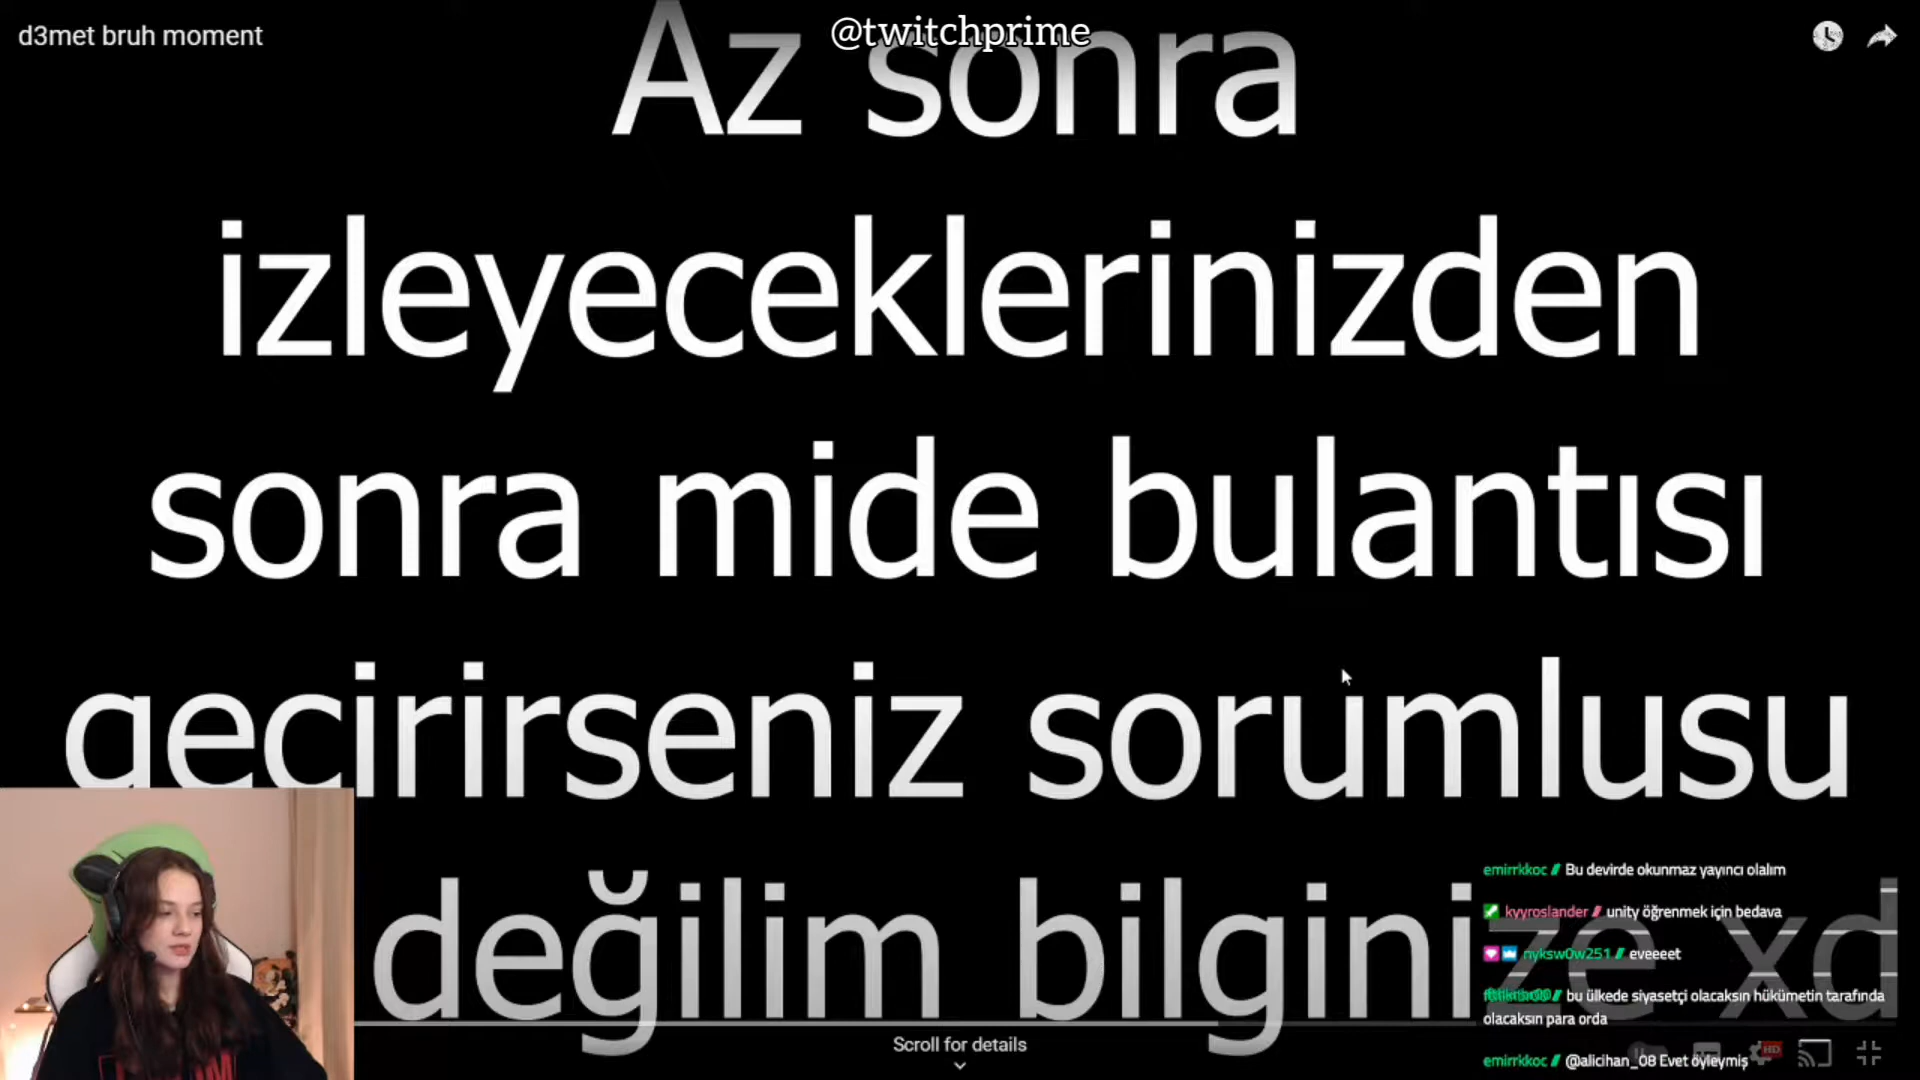 d3met bruh moment
@twitchprime
Az sonra
izleyeceklerinizden
sonra mide bulantısı
geçirirseniz sorumlusu
değilim bilginize xd
emirrkkoc // Bu devirde okunmaz yayıncı olalım
kyyroslander // unity öğrenmek için bedava
nyksw0w251 // eveeeet
// bu ülkede siyasetçi olacaksın hükümetin tarafında
olacaksın para orda
emirrkkoc // @alicihan_08 Evet öyleymiş
Scroll for details
HD